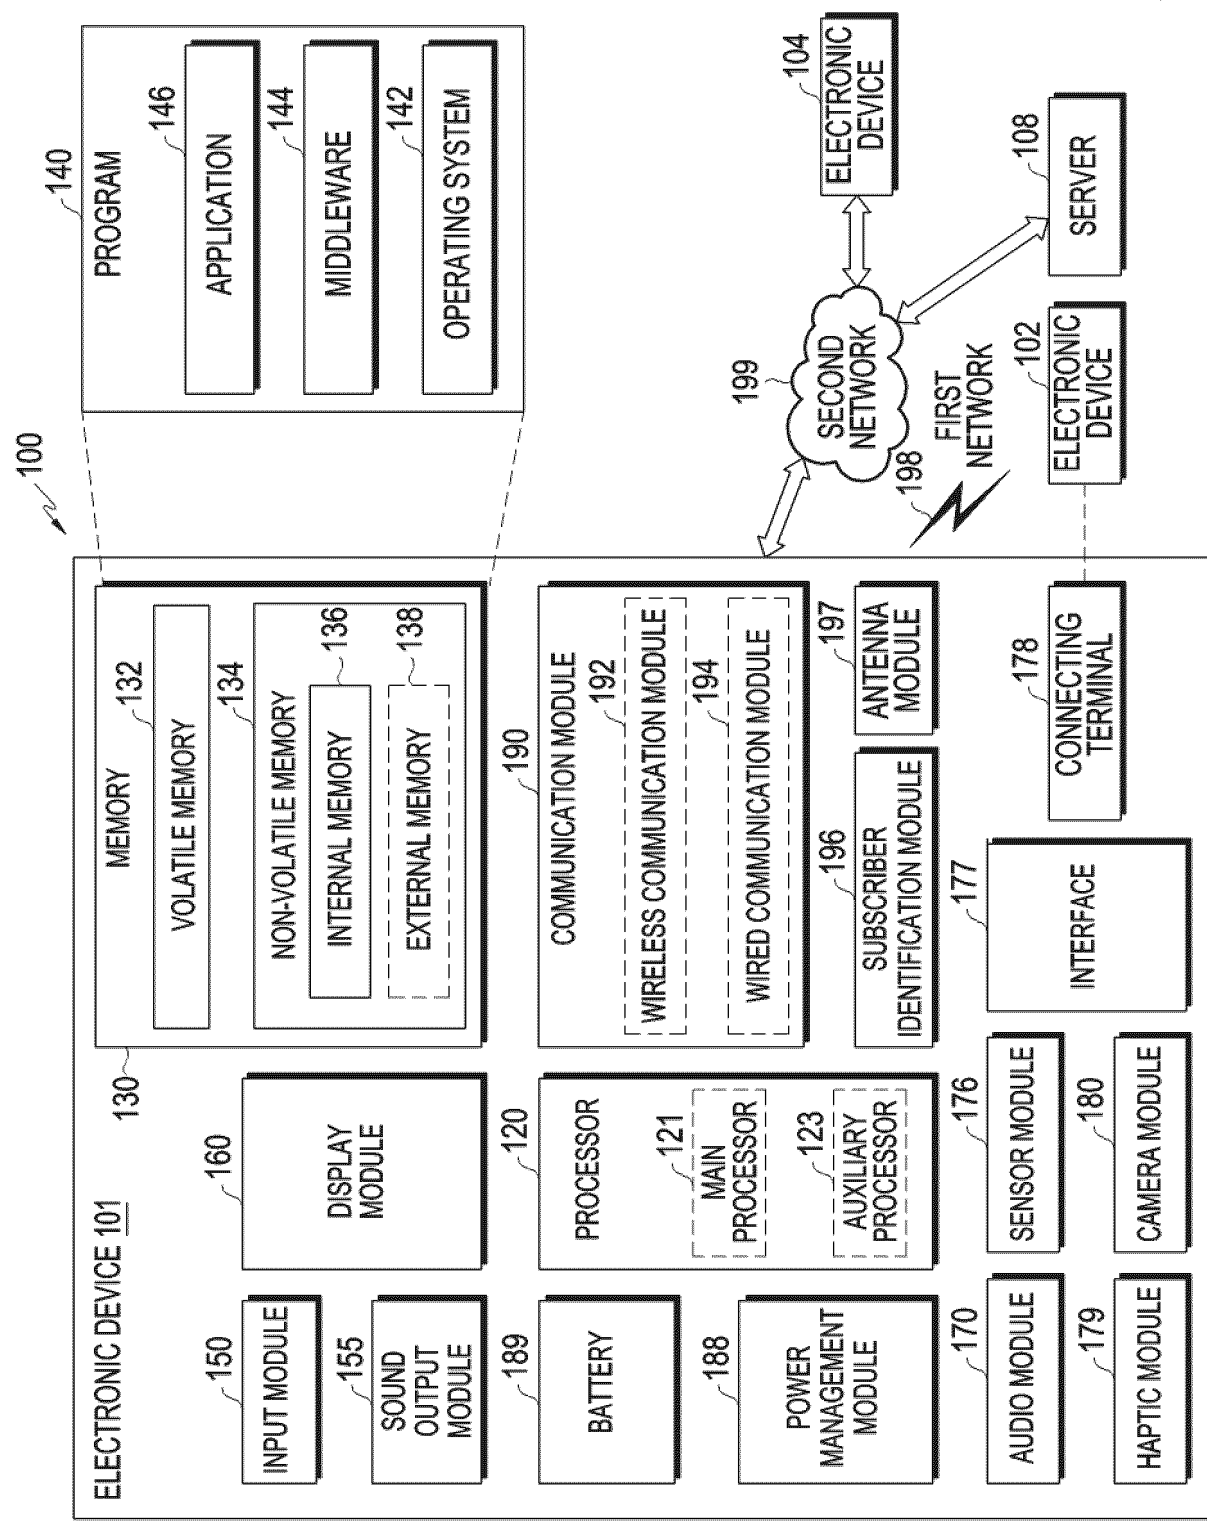 100
ELECTRONIC DEVICE 101
INPUT MODULE
150
SOUND
OUTPUT
MODULE
155
BATTERY
189
POWER
MANAGEMENT
MODULE
188
AUDIO MODULE
170
HAPTIC MODULE
179
DISPLAY
MODULE
160
PROCESSOR
120
MAIN
PROCESSOR
121
AUXILIARY
PROCESSOR
123
SENSOR MODULE
176
CAMERA MODULE
180
130
MEMORY
VOLATILE MEMORY
132
NON-VOLATILE MEMORY
134
INTERNAL MEMORY
136
EXTERNAL MEMORY
138
COMMUNICATION MODULE
190
WIRELESS COMMUNICATION MODULE
192
WIRED COMMUNICATION MODULE
194
SUBSCRIBER
IDENTIFICATION MODULE
196
ANTENNA
MODULE
197
INTERFACE
177
CONNECTING
TERMINAL
178
PROGRAM
140
APPLICATION
146
MIDDLEWARE
144
OPERATING SYSTEM
142
SECOND
NETWORK
199
FIRST
NETWORK
198
ELECTRONIC
DEVICE
104
SERVER
108
ELECTRONIC
DEVICE
102